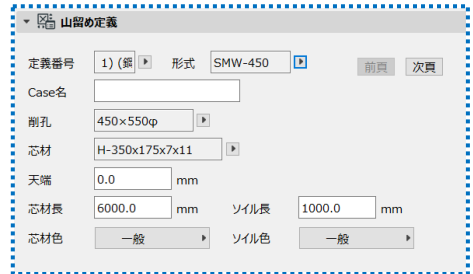 山留め定義
定義番号 1) (鋼 形式 SMW-450 前頁 次頁
Case名
削孔 450×550φ
芯材 H-350x175x7x11
天端 0.0 mm
芯材長 6000.0 mm ソイル長 1000.0 mm
芯材色 一般 ソイル色 一般